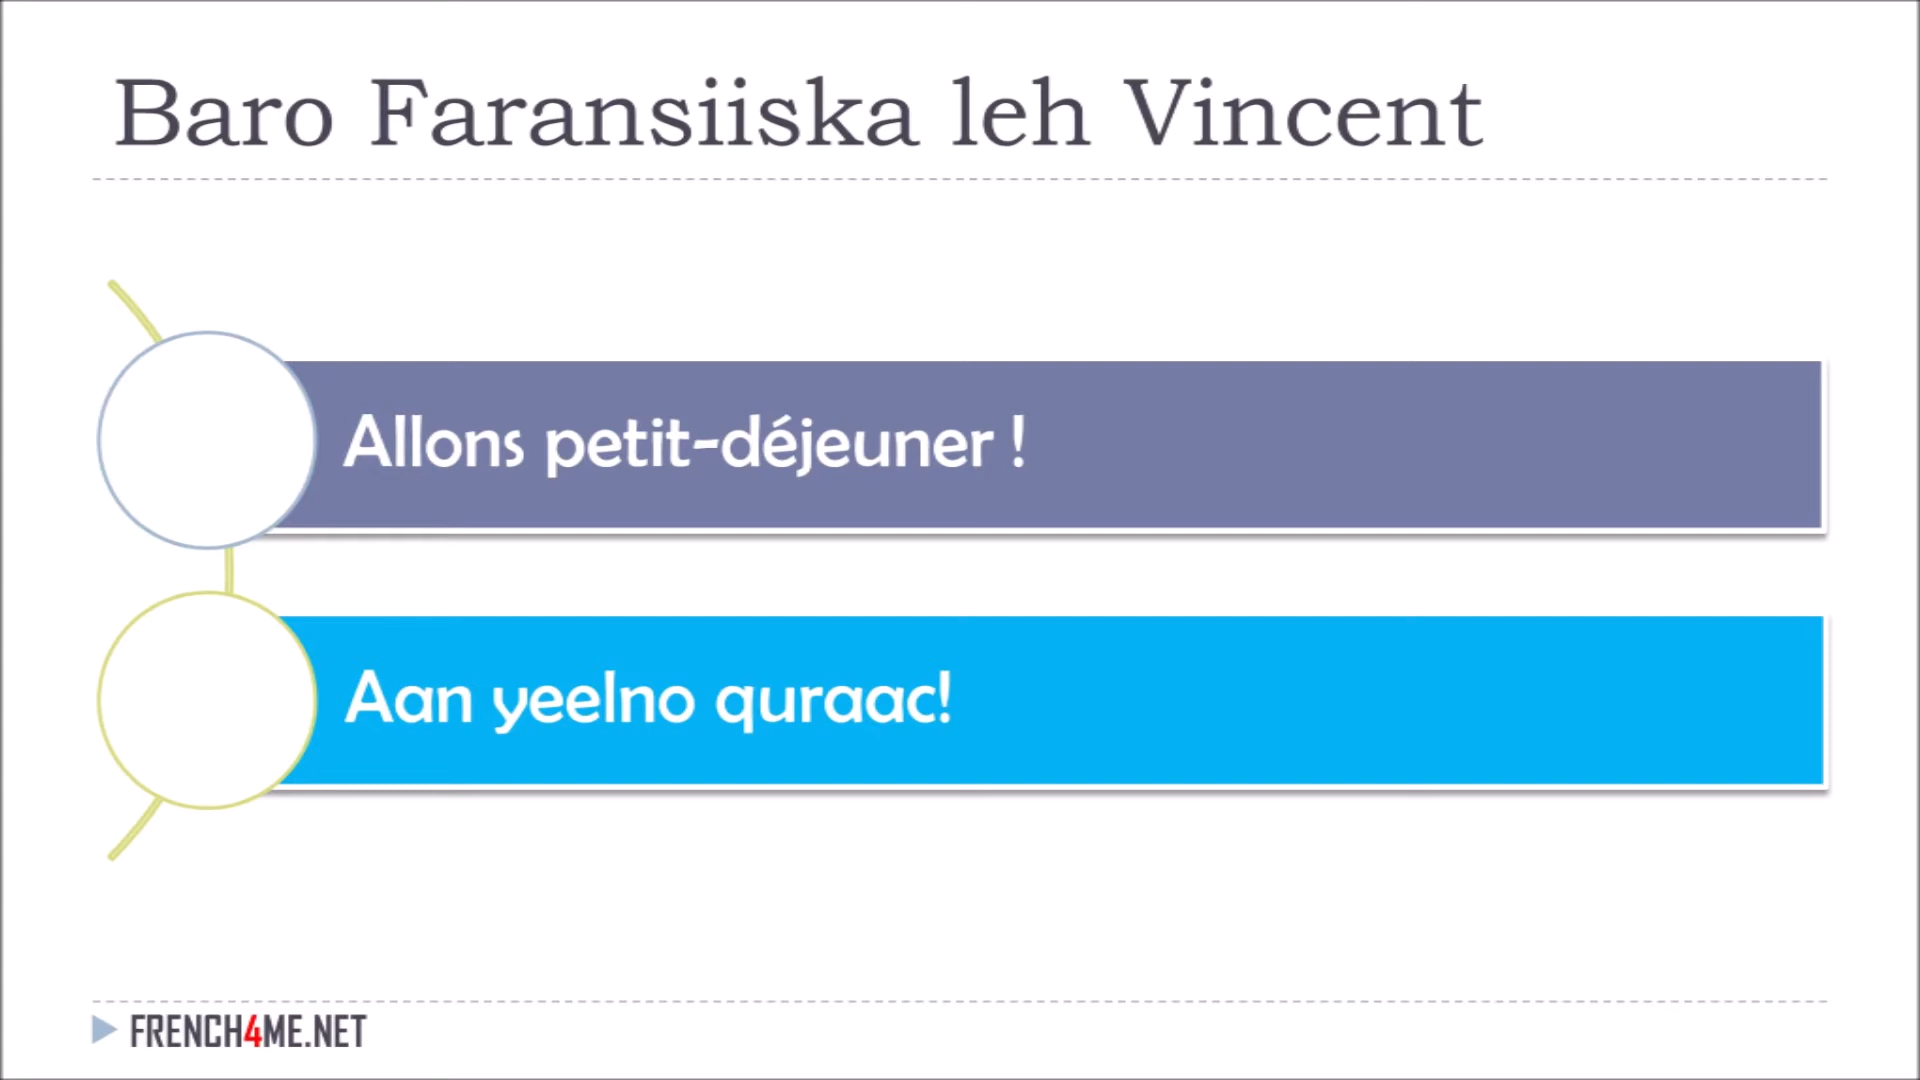 Baro Faransiiska leh Vincent
Allons petit-déjeuner !
Aan yeelno quraac!
FRENCH4ME.NET